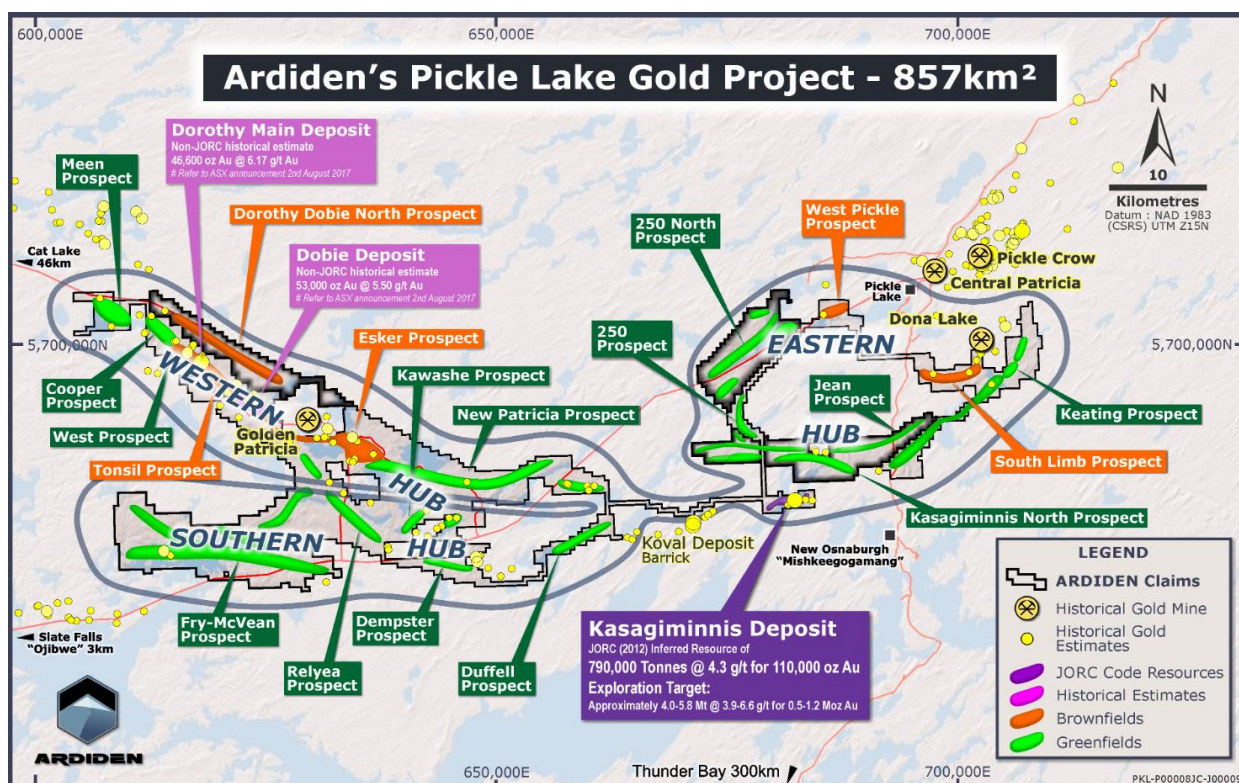 600,000E
650,000E
700,000E
Ardiden's Pickle Lake Gold Project - 857km²
N
10
Kilometres
Datum : NAD 1983
(CSRS) UTM Z15N
Dorothy Main Deposit
Non-JORC historical estimate
46,600 oz Au @ 6.17 g/t Au
# Refer to ASX announcement 2nd August 2017
Meen
Prospect
Dorothy Dobie North Prospect
Dobie Deposit
Non-JORC historical estimate
53,000 oz Au @ 5.50 g/t Au
# Refer to ASX announcement 2nd August 2017
Cat Lake
46km
250 North
Prospect
West Pickle
Prospect
Pickle Crow
Central Patricia
Pickle
Lake
Dona Lake
5,700,000N
5,700,000N
Esker Prospect
Kawashe Prospect
New Patricia Prospect
250
Prospect
EASTERN
HUB
Jean
Prospect
Keating Prospect
South Limb Prospect
Kasagiminnis North Prospect
Cooper
Prospect
West Prospect
Tonsil Prospect
WESTERN
HUB
Golden
Patricia
SOUTHERN
HUB
Koval Deposit
Barrick
New Osnaburgh
"Mishkeegogamang"
Fry-McVean
Prospect
Relyea
Prospect
Dempster
Prospect
Duffell
Prospect
Slate Falls
"Ojibwe" 3km
Kasagiminnis Deposit
JORC (2012) Inferred Resource of
790,000 Tonnes @ 4.3 g/t for 110,000 oz Au
Exploration Target:
Approximately 4.0-5.8 Mt @ 3.9-6.6 g/t for 0.5-1.2 Moz Au
LEGEND
ARDIDEN Claims
Historical Gold Mine
Historical Gold
Estimates
JORC Code Resources
Historical Estimates
Brownfields
Greenfields
ARDIDEN
650,000E
Thunder Bay 300km
700,000E
PKL-P00008JC-J00009